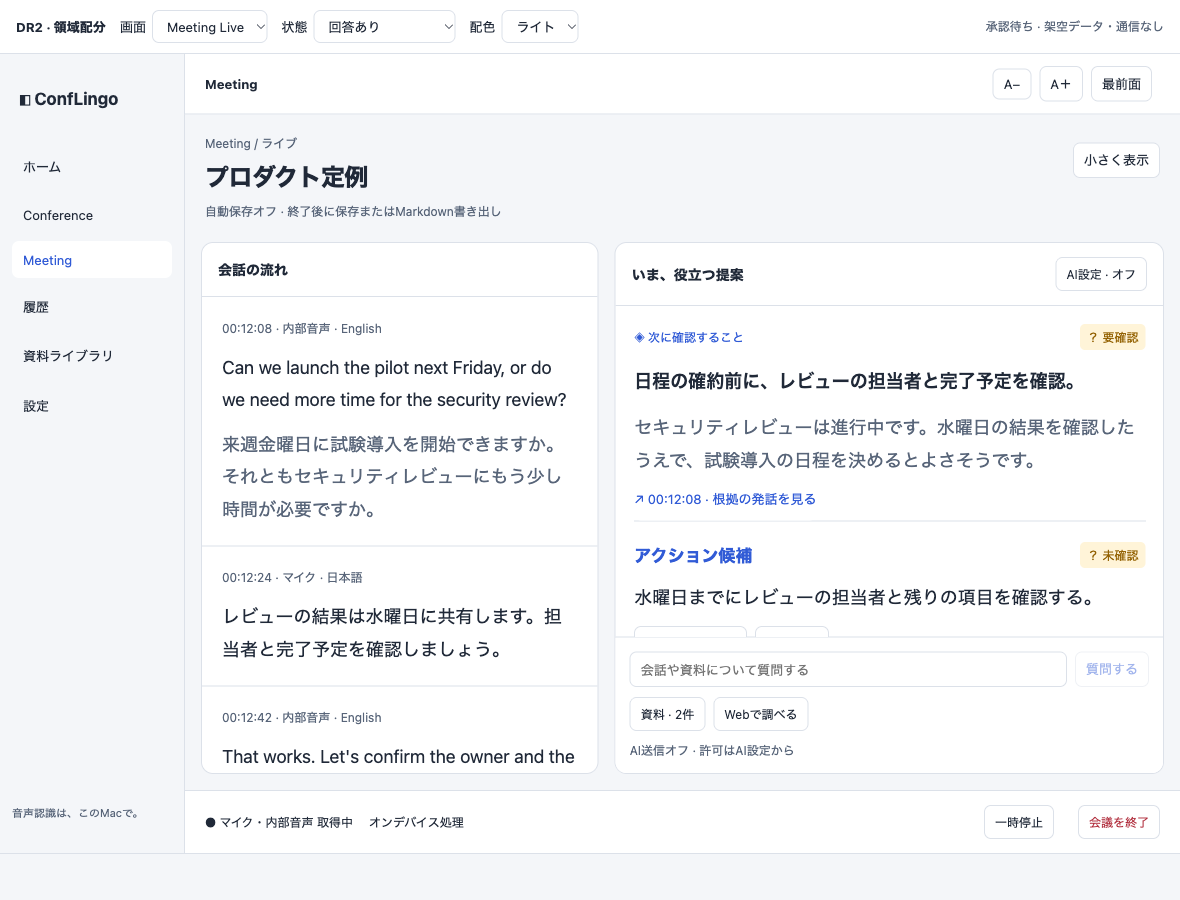 DR2 · 領域配分 画面 Meeting Live 状態 回答あり 配色 ライト 承認待ち · 架空データ・通信なし
ConfLingo
ホーム
Conference
Meeting
履歴
資料ライブラリ
設定
音声認識は、このMacで。
Meeting A− A+ 最前面
Meeting / ライブ
プロダクト定例
小さく表示
自動保存オフ · 終了後に保存またはMarkdown書き出し
会話の流れ
00:12:08 · 内部音声 · English
Can we launch the pilot next Friday, or do
we need more time for the security review?
来週金曜日に試験導入を開始できますか。
それともセキュリティレビューにもう少し
時間が必要ですか。
00:12:24 · マイク · 日本語
レビューの結果は水曜日に共有します。担
当者と完了予定を確認しましょう。
00:12:42 · 内部音声 · English
That works. Let's confirm the owner and the
いま、役立つ提案 AI設定 · オフ
◈ 次に確認すること ? 要確認
日程の確約前に、レビューの担当者と完了予定を確認。
セキュリティレビューは進行中です。水曜日の結果を確認した
うえで、試験導入の日程を決めるとよさそうです。
↗ 00:12:08 · 根拠の発話を見る
アクション候補 ? 未確認
水曜日までにレビューの担当者と残りの項目を確認する。
会話や資料について質問する 質問する
資料 · 2件 Webで調べる
AI送信オフ · 許可はAI設定から
● マイク・内部音声 取得中 オンデバイス処理 一時停止 会議を終了